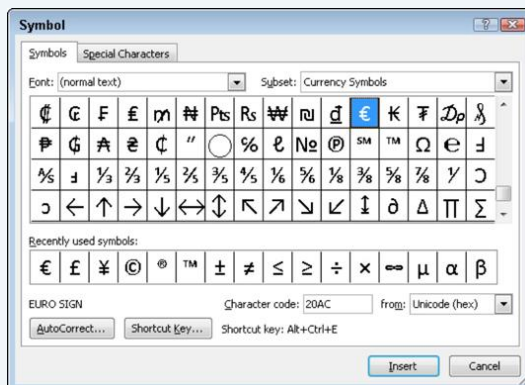 Symbol
Symbols Special Characters
Font: (normal text) Subset: Currency Symbols
₡ ₢ ₣ ₤ ₥ ₦ ₧ ₨ ₩ ₪ ₫ € ₭ ₮ ₯ ₰
₱ ₲ ₳ ₴ ₵ ″ ◯ ℅ ℓ № ℗ ℠ ™ Ω ℮ Ⅎ
⅍ ⅎ ⅓ ⅔ ⅕ ⅖ ⅗ ⅘ ⅙ ⅚ ⅛ ⅜ ⅝ ⅞ ⅟ Ↄ
ↄ ← ↑ → ↓ ↔ ↕ ↖ ↗ ↘ ↙ ↨ ∂ ∆ ∏ ∑
Recently used symbols:
€ £ ¥ © ® ™ ± ≠ ≤ ≥ ÷ × ∞ µ α β
EURO SIGN Character code: 20AC from: Unicode (hex)
AutoCorrect... Shortcut Key... Shortcut key: Alt+Ctrl+E
Insert Cancel